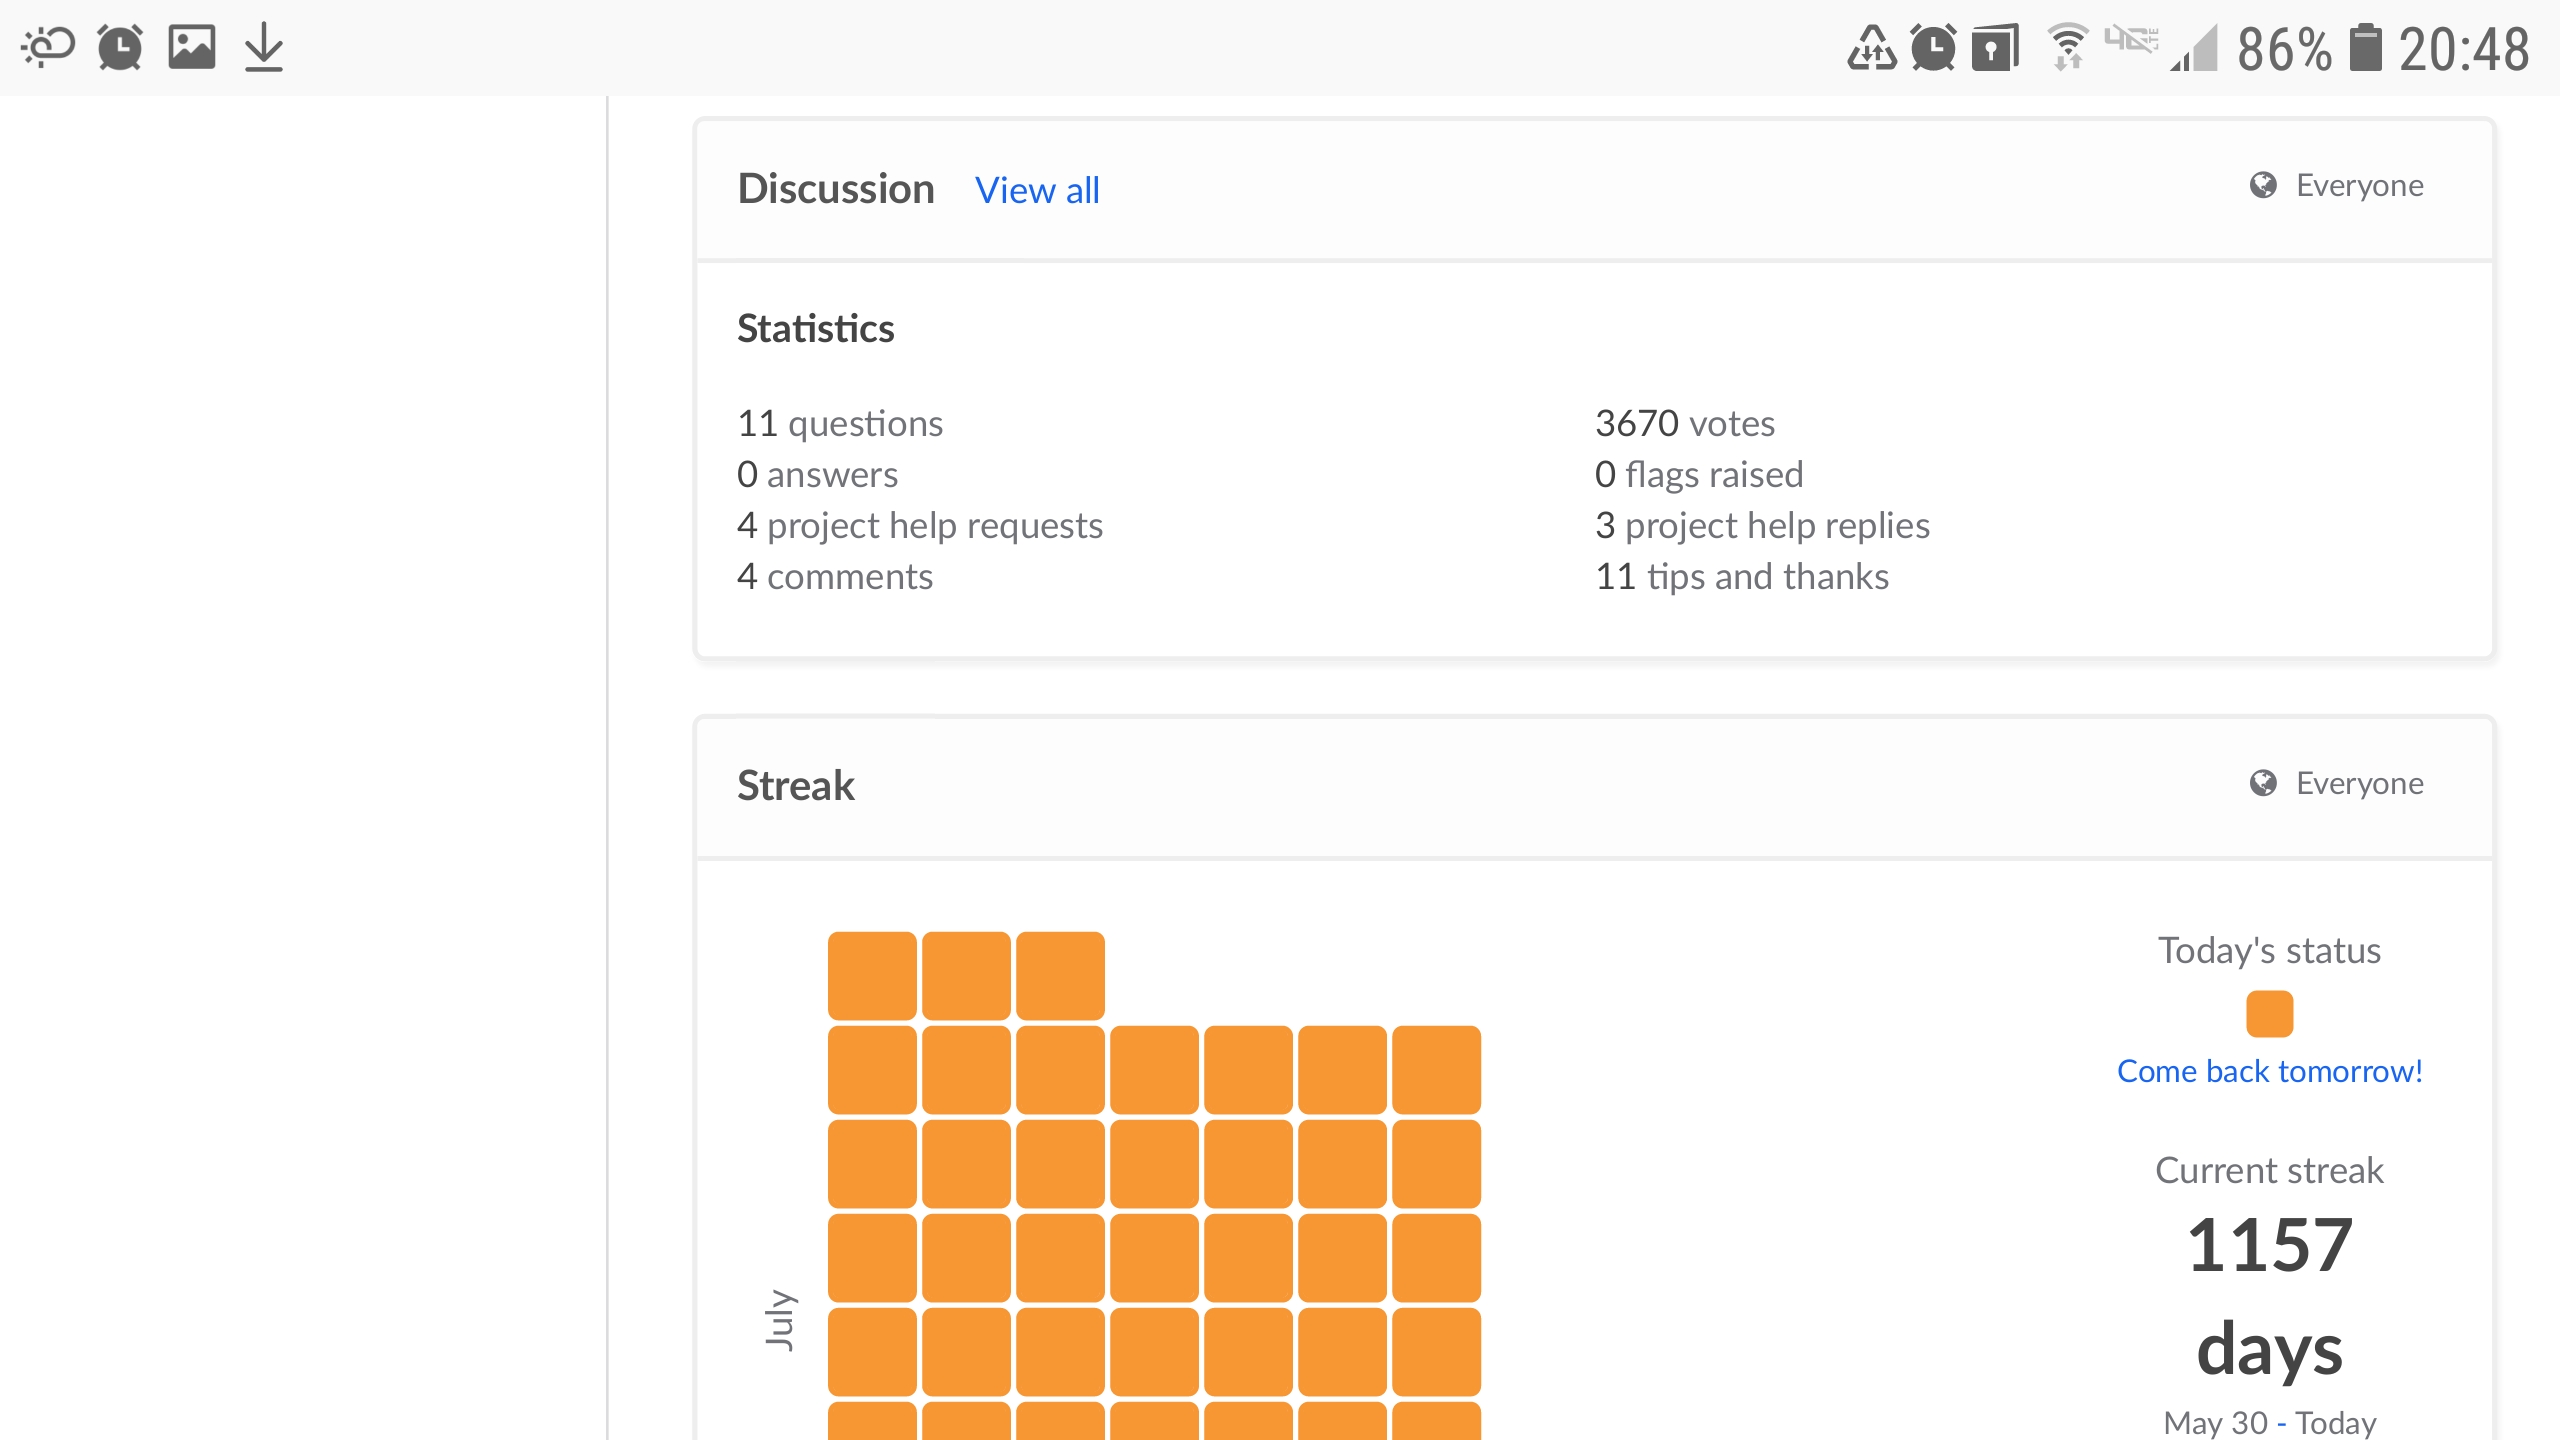 86% 20:48
Discussion View all Everyone
Statistics
11 questions
0 answers
4 project help requests
4 comments
3670 votes
0 flags raised
3 project help replies
11 tips and thanks
Streak Everyone
July
Today's status
Come back tomorrow!
Current streak
1157
days
May 30 - Today